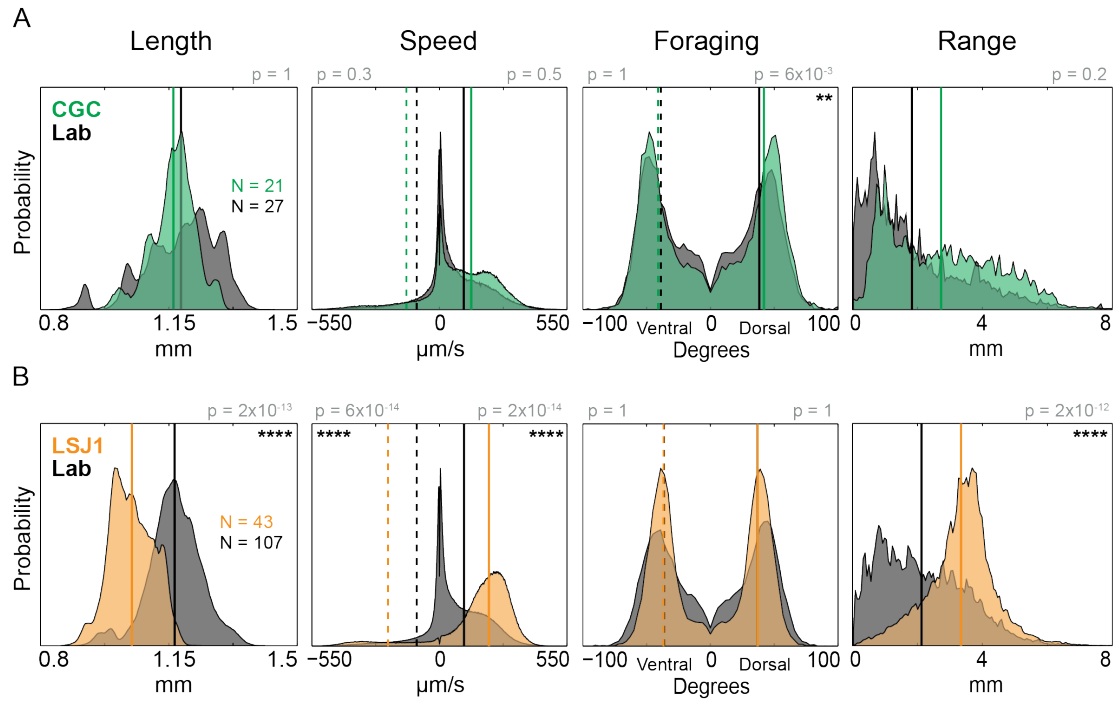 A
Length Speed Foraging Range
p = 1 p = 0.3 p = 0.5 p = 1 p = 6x10⁻³ p = 0.2
**
CGC
Lab
N = 21
N = 27
Probability
0.8 1.15 1.5 −550 0 550 −100 Ventral 0 Dorsal 100 0 4 8
mm µm/s Degrees mm
B
p = 2x10⁻¹³ p = 6x10⁻¹⁴ p = 2x10⁻¹⁴ p = 1 p = 1 p = 2x10⁻¹²
**** **** **** ****
LSJ1
Lab
N = 43
N = 107
Probability
0.8 1.15 1.5 −550 0 550 −100 Ventral 0 Dorsal 100 0 4 8
mm µm/s Degrees mm